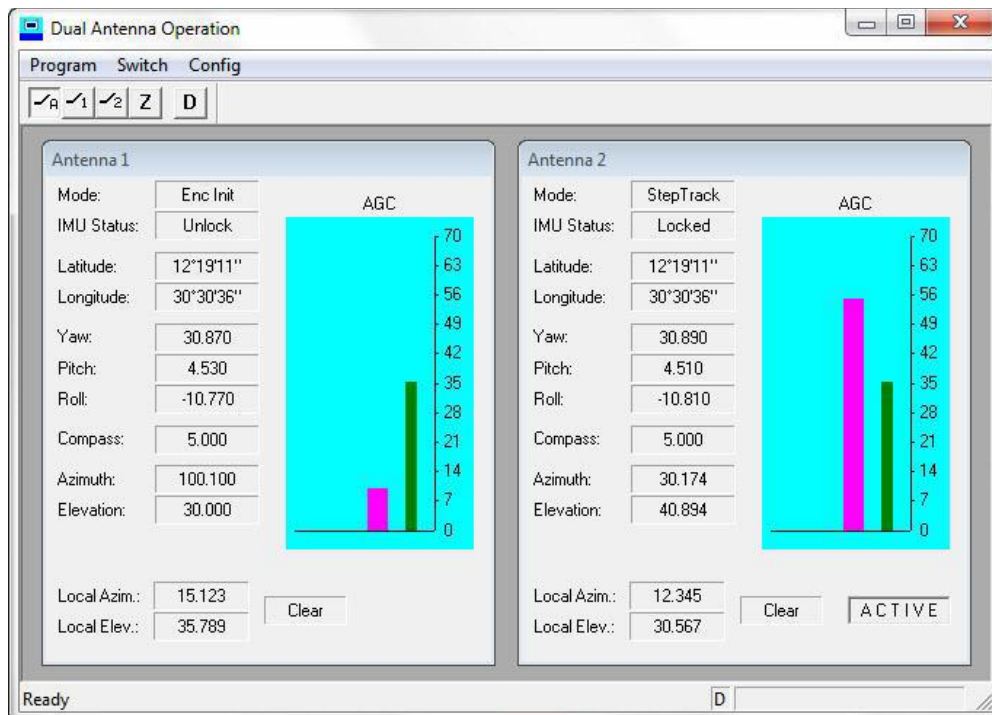 Dual Antenna Operation
Program Switch Config
A 1 2 Z D
Antenna 1
Mode: Enc Init
IMU Status: Unlock
Latitude: 12°19'11"
Longitude: 30°30'36"
Yaw: 30.870
Pitch: 4.530
Roll: -10.770
Compass: 5.000
Azimuth: 100.100
Elevation: 30.000
AGC
70
63
56
49
42
35
28
21
14
7
0
Local Azim.: 15.123
Local Elev.: 35.789
Clear
Antenna 2
Mode: StepTrack
IMU Status: Locked
Latitude: 12°19'11"
Longitude: 30°30'36"
Yaw: 30.890
Pitch: 4.510
Roll: -10.810
Compass: 5.000
Azimuth: 30.174
Elevation: 40.894
AGC
70
63
56
49
42
35
28
21
14
7
0
Local Azim.: 12.345
Local Elev.: 30.567
Clear
ACTIVE
Ready D